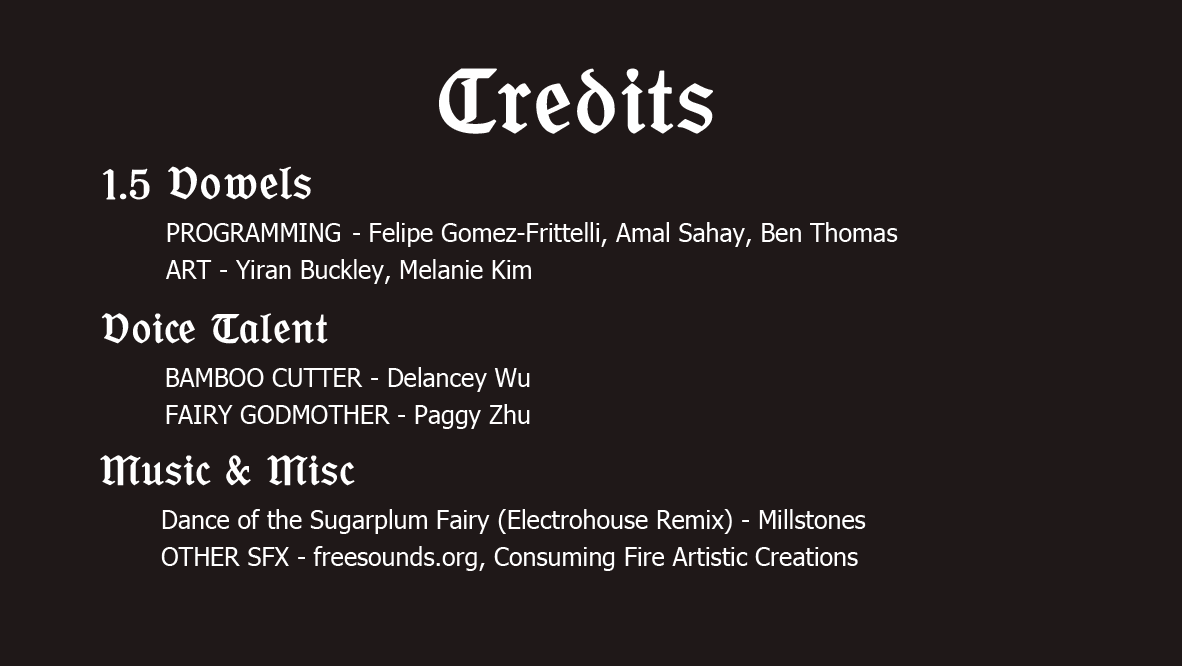 Credits
1.5 Vowels
PROGRAMMING - Felipe Gomez-Frittelli, Amal Sahay, Ben Thomas
ART - Yiran Buckley, Melanie Kim
Voice Talent
BAMBOO CUTTER - Delancey Wu
FAIRY GODMOTHER - Paggy Zhu
Music & Misc
Dance of the Sugarplum Fairy (Electrohouse Remix) - Millstones
OTHER SFX - freesounds.org, Consuming Fire Artistic Creations